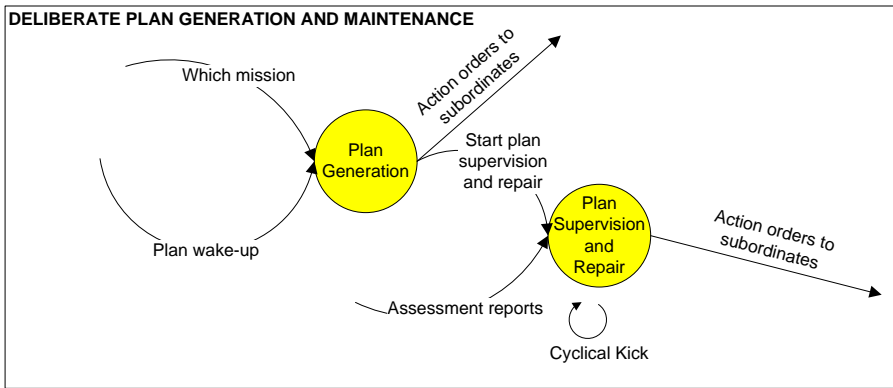 DELIBERATE PLAN GENERATION AND MAINTENANCE
Which mission
Action orders to
subordinates
Plan
Generation
Start plan
supervision
and repair
Plan wake-up
Plan
Supervision
and
Repair
Action orders to
subordinates
Assessment reports
Cyclical Kick